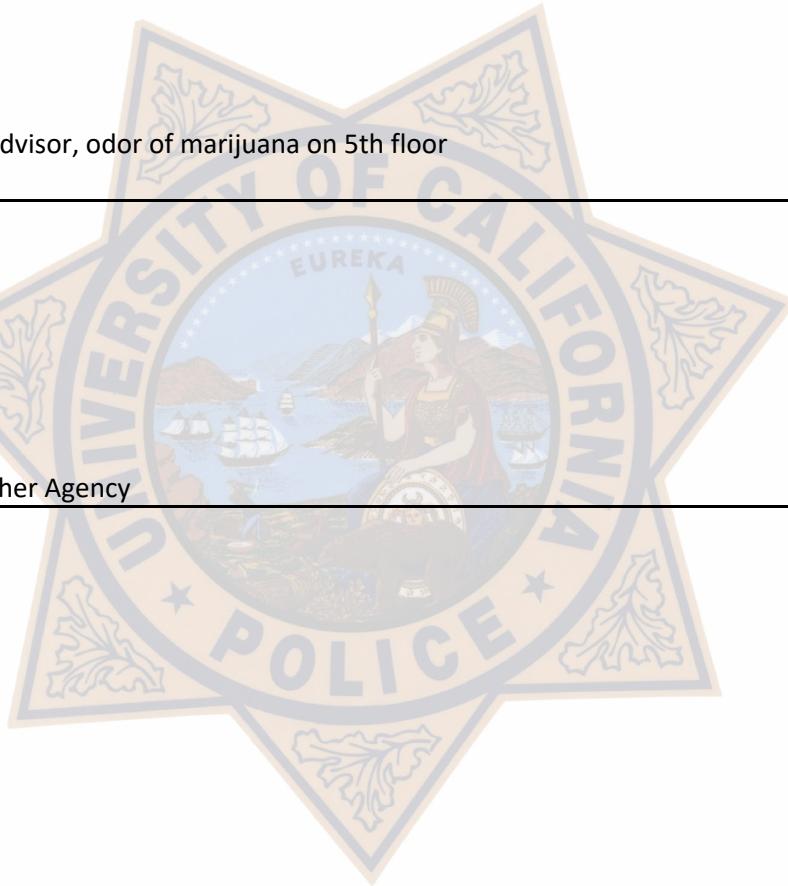 dvisor, odor of marijuana on 5th floor
UNIVERSITY OF CALIFORNIA
EUREKA
her Agency
POLICE